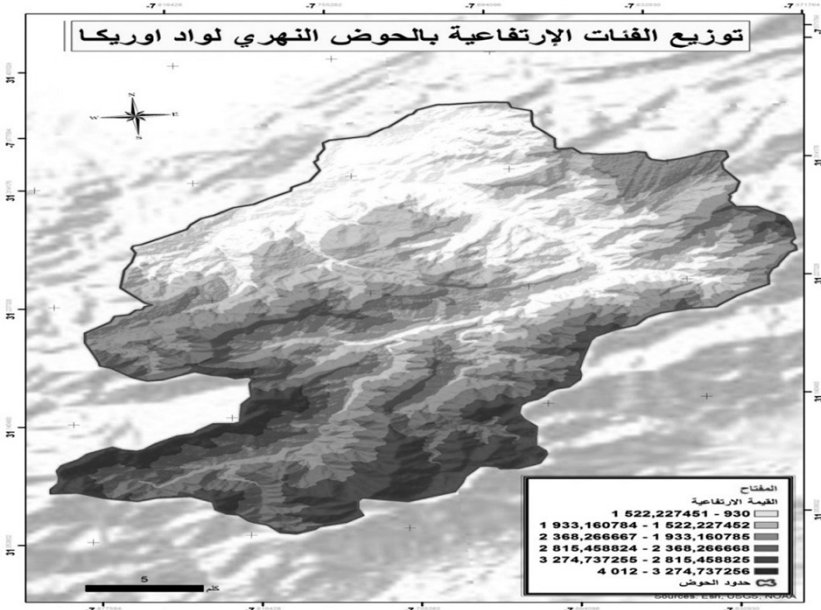 توزيع الفئات الإرتفاعية بالحوض النهري لواد اوريكا
N
W E
S
المفتاح
القيمة الارتفاعية
1 522,227451 - 930
1 933,160784 - 1 522,227452
2 368,266667 - 1 933,160785
2 815,458824 - 2 368,266668
3 274,737255 - 2 815,458825
4 012 - 3 274,737256
حدود الحوض
5
كلم
Sources: Esri, USGS, NOAA